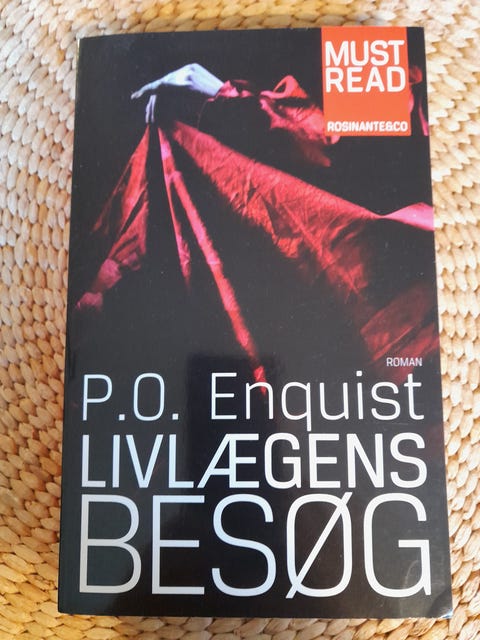 MUST
READ
ROSINANTE&CO
ROMAN
P.O. Enquist
LIVLÆGENS
BESØG